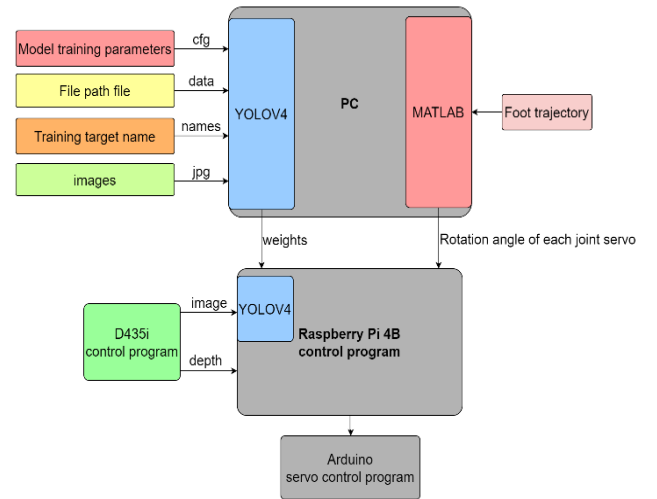 Model training parameters
cfg
File path file
data
Training target name
names
images
jpg
YOLOV4
PC
MATLAB
Foot trajectory
weights
Rotation angle of each joint servo
D435i
control program
image
depth
YOLOV4
Raspberry Pi 4B
control program
Arduino
servo control program